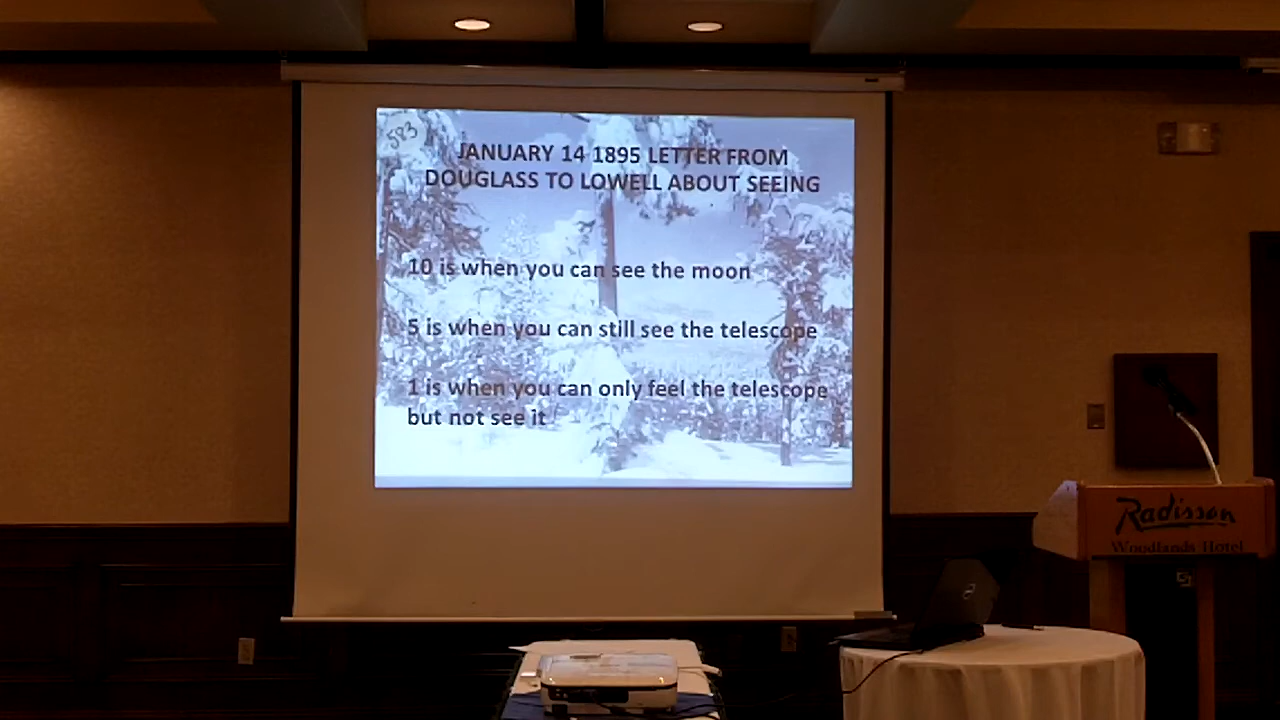 583
JANUARY 14 1895 LETTER FROM
DOUGLASS TO LOWELL ABOUT SEEING
10 is when you can see the moon
5 is when you can still see the telescope
1 is when you can only feel the telescope
but not see it
Radisson
Woodlands Hotel